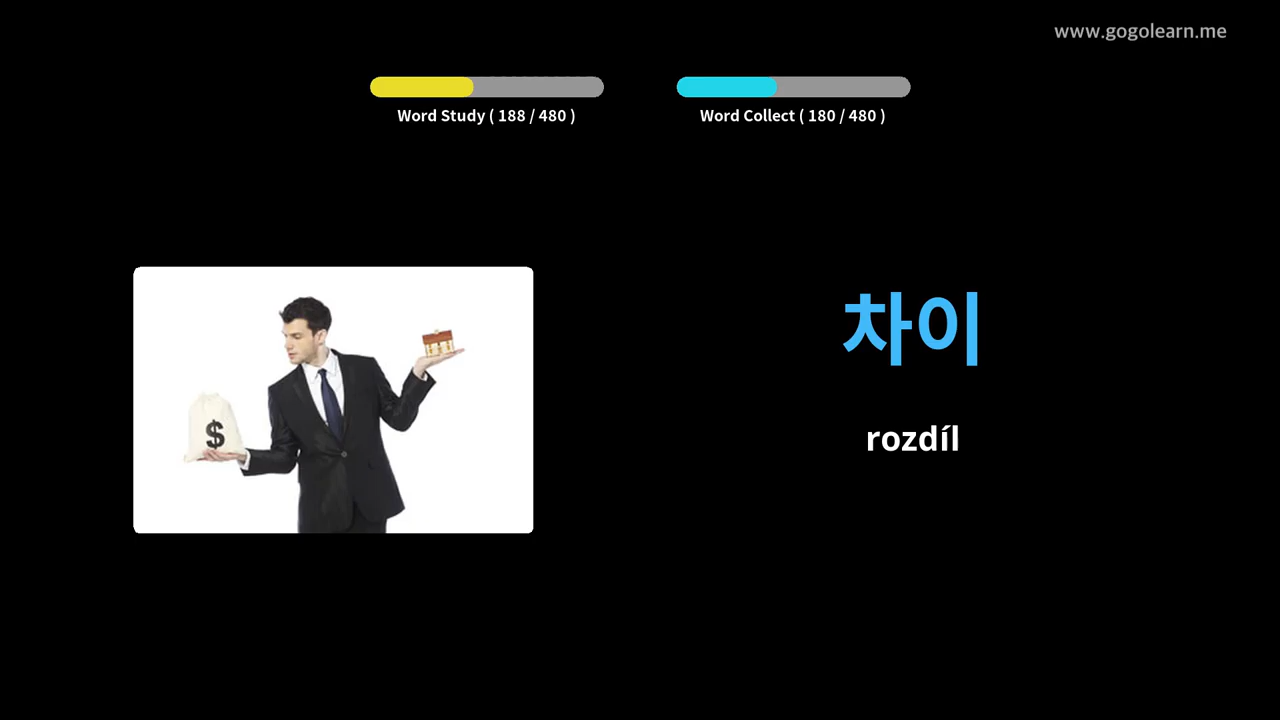 www.gogolearn.me
Word Study ( 188 / 480 )
Word Collect ( 180 / 480 )
차이
$
rozdíl